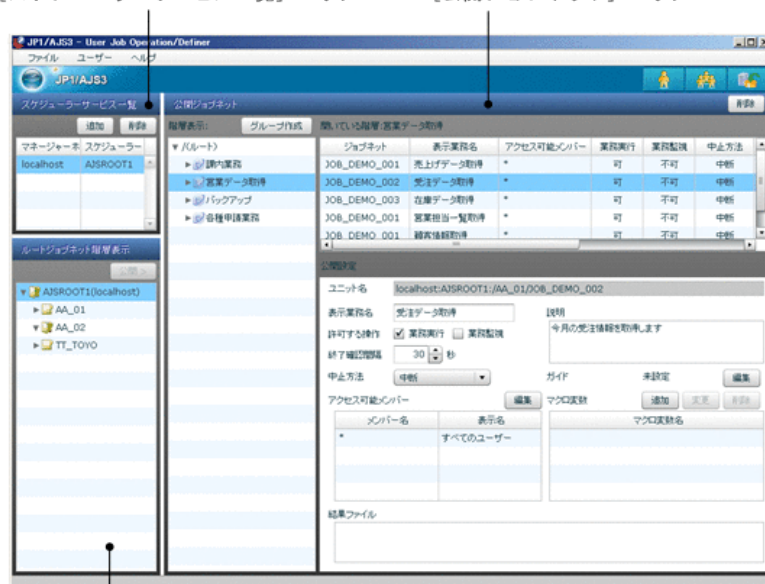 JP1/AJS3 - User Job Operation/Definer
ファイル ユーザー ヘルプ
JP1/AJS3
スケジューラーサービス一覧
追加 削除
マネージャーホ スケジューラー
localhost AJSROOT1
ルートジョブネット階層表示
公開 >
AJSROOT1(localhost)
AA_01
AA_02
TT_TOYO
公開ジョブネット
削除
階層表示: グループ作成
(ルート)
課内業務
営業データ取得
バックアップ
各種申請業務
開いている階層:営業データ取得
ジョブネット 表示業務名 アクセス可能メンバー 業務実行 業務監視 中止方法
JOB_DEMO_001 売上げデータ取得 * 可 不可 中断
JOB_DEMO_002 受注データ取得 * 可 不可 中断
JOB_DEMO_003 在庫データ取得 * 可 不可 中断
JOB_DEMO_001 営業担当一覧取得 * 可 不可 中断
JOB_DEMO_001 顧客情報取得 * 可 不可 中断
公開設定
ユニット名 localhost:AJSROOT1:/AA_01/JOB_DEMO_002
表示業務名 受注データ取得 説明
今月の受注情報を取得します
許可する操作 業務実行 業務監視
終了確認間隔 30 秒
中止方法 中断 ガイド 未設定 編集
アクセス可能メンバー 編集 マクロ変数 追加 変更 削除
メンバー名 表示名 マクロ変数名
* すべてのユーザー
結果ファイル